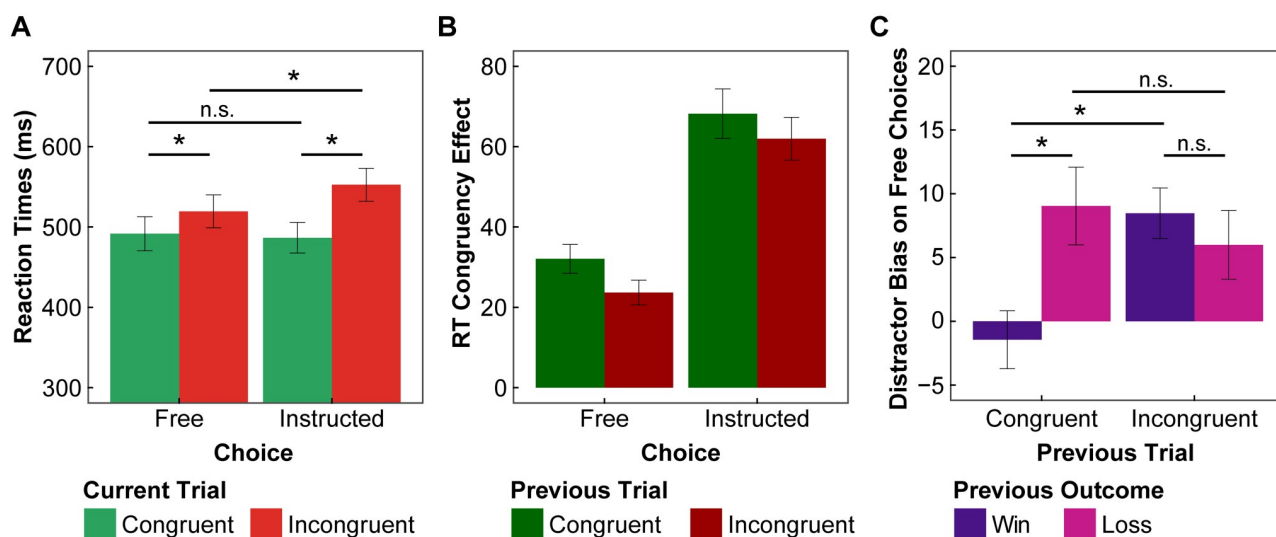 A
Reaction Times (ms)
700
600
500
400
300
*
n.s.
*
*
Free
Instructed
Choice
Current Trial
Congruent
Incongruent
B
RT Congruency Effect
80
60
40
20
0
Free
Instructed
Choice
Previous Trial
Congruent
Incongruent
C
Distractor Bias on Free Choices
20
15
10
5
0
−5
n.s.
*
*
n.s.
Congruent
Incongruent
Previous Trial
Previous Outcome
Win
Loss